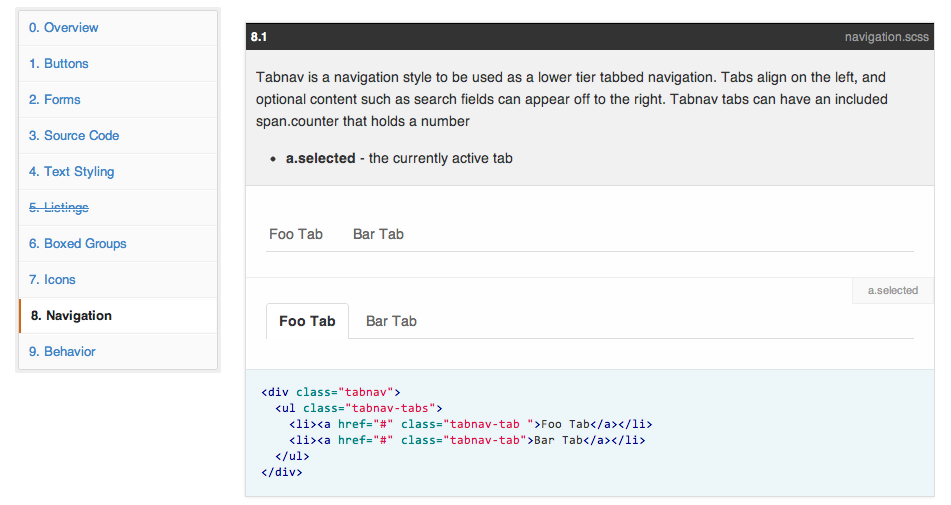 0. Overview
1. Buttons
2. Forms
3. Source Code
4. Text Styling
5. Listings
6. Boxed Groups
7. Icons
8. Navigation
9. Behavior
8.1 navigation.scss
Tabnav is a navigation style to be used as a lower tier tabbed navigation. Tabs align on the left, and
optional content such as search fields can appear off to the right. Tabnav tabs can have an included
span.counter that holds a number
• a.selected - the currently active tab
Foo Tab Bar Tab
a.selected
Foo Tab Bar Tab
<div class="tabnav">
  <ul class="tabnav-tabs">
    <li><a href="#" class="tabnav-tab ">Foo Tab</a></li>
    <li><a href="#" class="tabnav-tab">Bar Tab</a></li>
  </ul>
</div>